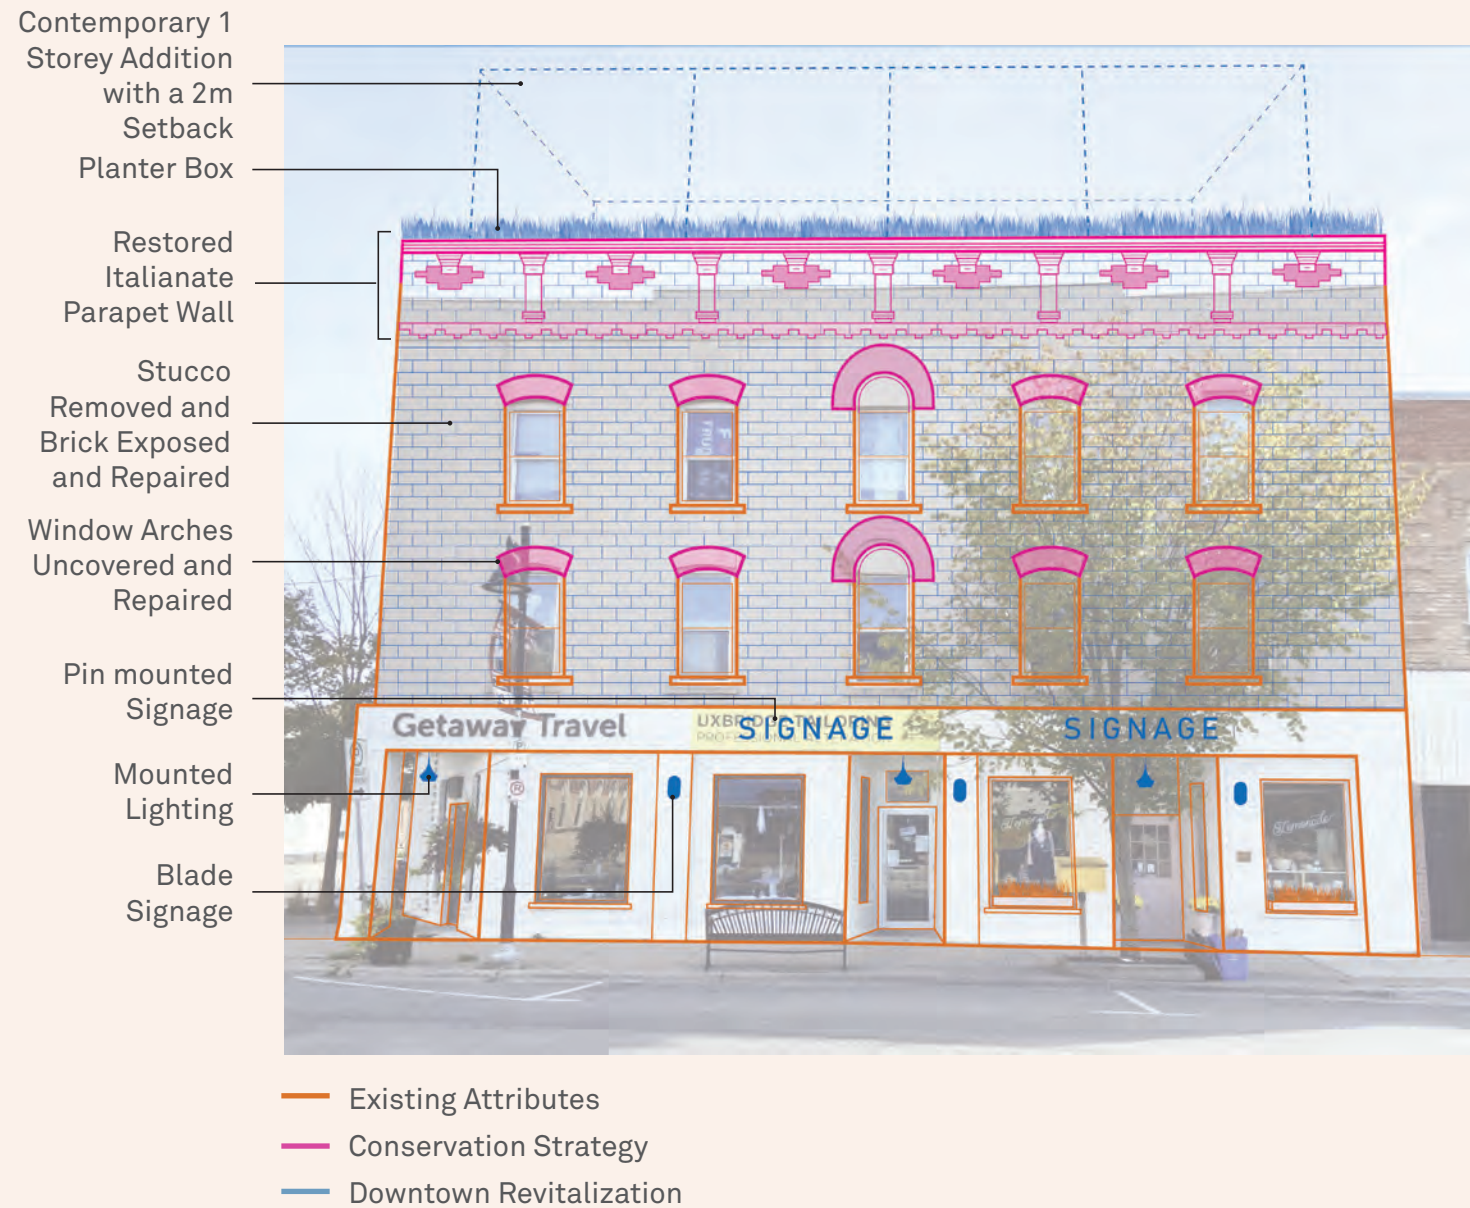 Contemporary 1
Storey Addition
with a 2m
Setback
Planter Box
Restored
Italianate
Parapet Wall
Stucco
Removed and
Brick Exposed
and Repaired
Window Arches
Uncovered and
Repaired
Pin mounted
Signage
Mounted
Lighting
Blade
Signage
Getaway Travel
UXBRIDGE TAILORING
SIGNAGE
SIGNAGE
Existing Attributes
Conservation Strategy
Downtown Revitalization